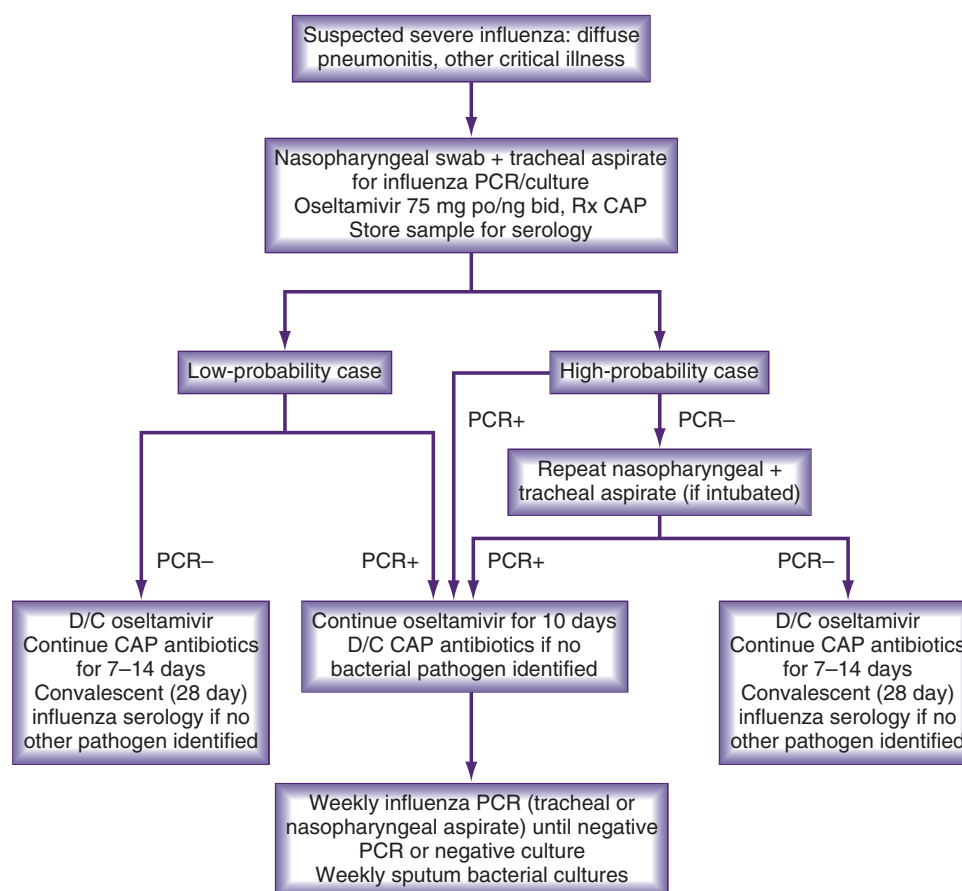 Suspected severe influenza: diffuse
pneumonitis, other critical illness
Nasopharyngeal swab + tracheal aspirate
for influenza PCR/culture
Oseltamivir 75 mg po/ng bid, Rx CAP
Store sample for serology
Low-probability case
High-probability case
PCR+
PCR–
Repeat nasopharyngeal +
tracheal aspirate (if intubated)
PCR–
PCR+
PCR+
PCR–
D/C oseltamivir
Continue CAP antibiotics
for 7–14 days
Convalescent (28 day)
influenza serology if no
other pathogen identified
Continue oseltamivir for 10 days
D/C CAP antibiotics if no
bacterial pathogen identified
D/C oseltamivir
Continue CAP antibiotics
for 7–14 days
Convalescent (28 day)
influenza serology if no
other pathogen identified
Weekly influenza PCR (tracheal or
nasopharyngeal aspirate) until negative
PCR or negative culture
Weekly sputum bacterial cultures